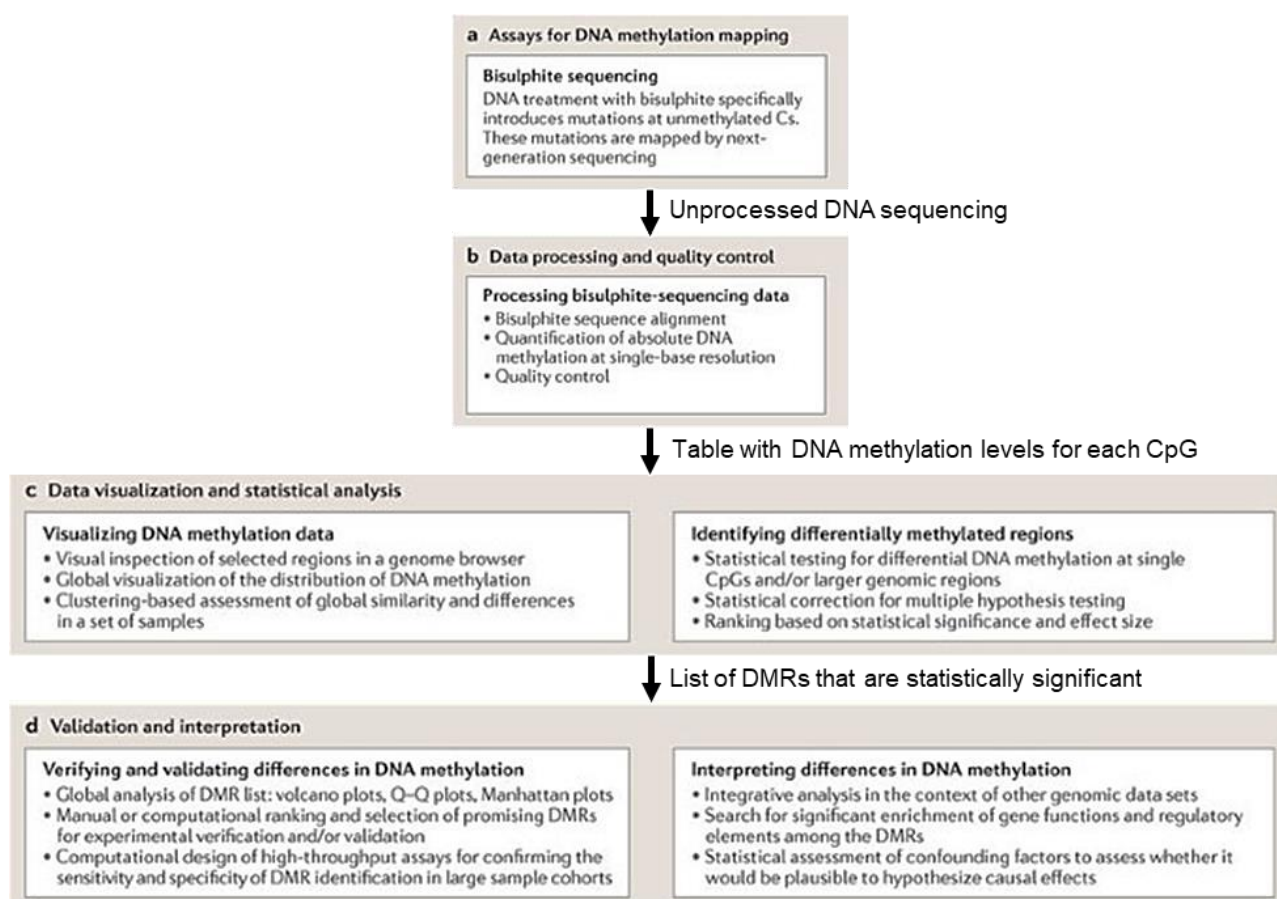 a Assays for DNA methylation mapping
Bisulphite sequencing
DNA treatment with bisulphite specifically
introduces mutations at unmethylated Cs.
These mutations are mapped by next-
generation sequencing
Unprocessed DNA sequencing
b Data processing and quality control
Processing bisulphite-sequencing data
• Bisulphite sequence alignment
• Quantification of absolute DNA
methylation at single-base resolution
• Quality control
Table with DNA methylation levels for each CpG
c Data visualization and statistical analysis
Visualizing DNA methylation data
• Visual inspection of selected regions in a genome browser
• Global visualization of the distribution of DNA methylation
• Clustering-based assessment of global similarity and differences
in a set of samples
Identifying differentially methylated regions
• Statistical testing for differential DNA methylation at single
CpGs and/or larger genomic regions
• Statistical correction for multiple hypothesis testing
• Ranking based on statistical significance and effect size
List of DMRs that are statistically significant
d Validation and interpretation
Verifying and validating differences in DNA methylation
• Global analysis of DMR list: volcano plots, Q–Q plots, Manhattan plots
• Manual or computational ranking and selection of promising DMRs
for experimental verification and/or validation
• Computational design of high-throughput assays for confirming the
sensitivity and specificity of DMR identification in large sample cohorts
Interpreting differences in DNA methylation
• Integrative analysis in the context of other genomic data sets
• Search for significant enrichment of gene functions and regulatory
elements among the DMRs
• Statistical assessment of confounding factors to assess whether it
would be plausible to hypothesize causal effects